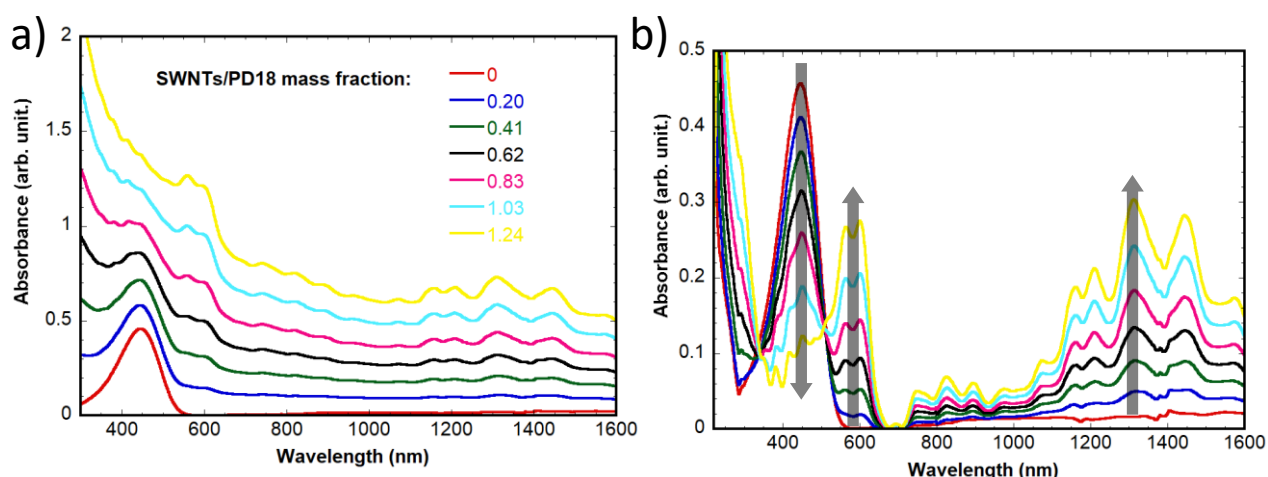 a)
2
1.5
1
0.5
0
Absorbance (arb. unit.)
SWNTs/PD18 mass fraction:
0
0.20
0.41
0.62
0.83
1.03
1.24
400 600 800 1000 1200 1400 1600
Wavelength (nm)
b)
0.5
0.4
0.3
0.2
0.1
0
Absorbance (arb. unit.)
400 600 800 1000 1200 1400 1600
Wavelength (nm)